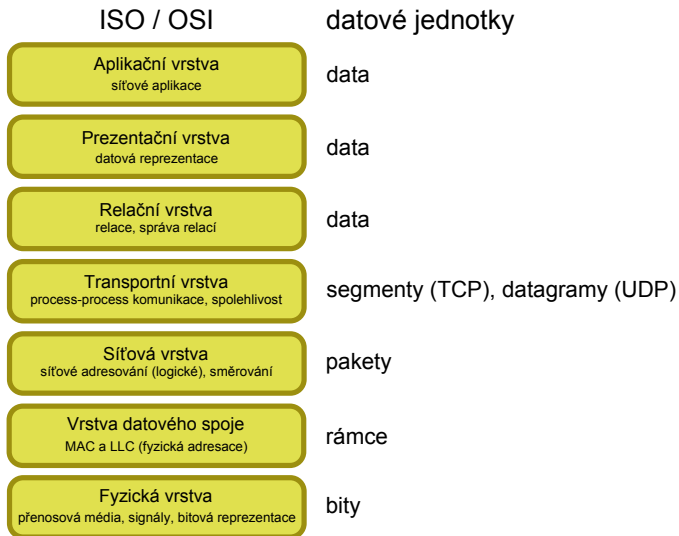 ISO / OSI datové jednotky
Aplikační vrstva
síťové aplikace
data
Prezentační vrstva
datová reprezentace
data
Relační vrstva
relace, správa relací
data
Transportní vrstva
process-process komunikace, spolehlivost
segmenty (TCP), datagramy (UDP)
Síťová vrstva
síťové adresování (logické), směrování
pakety
Vrstva datového spoje
MAC a LLC (fyzická adresace)
rámce
Fyzická vrstva
přenosová média, signály, bitová reprezentace
bity